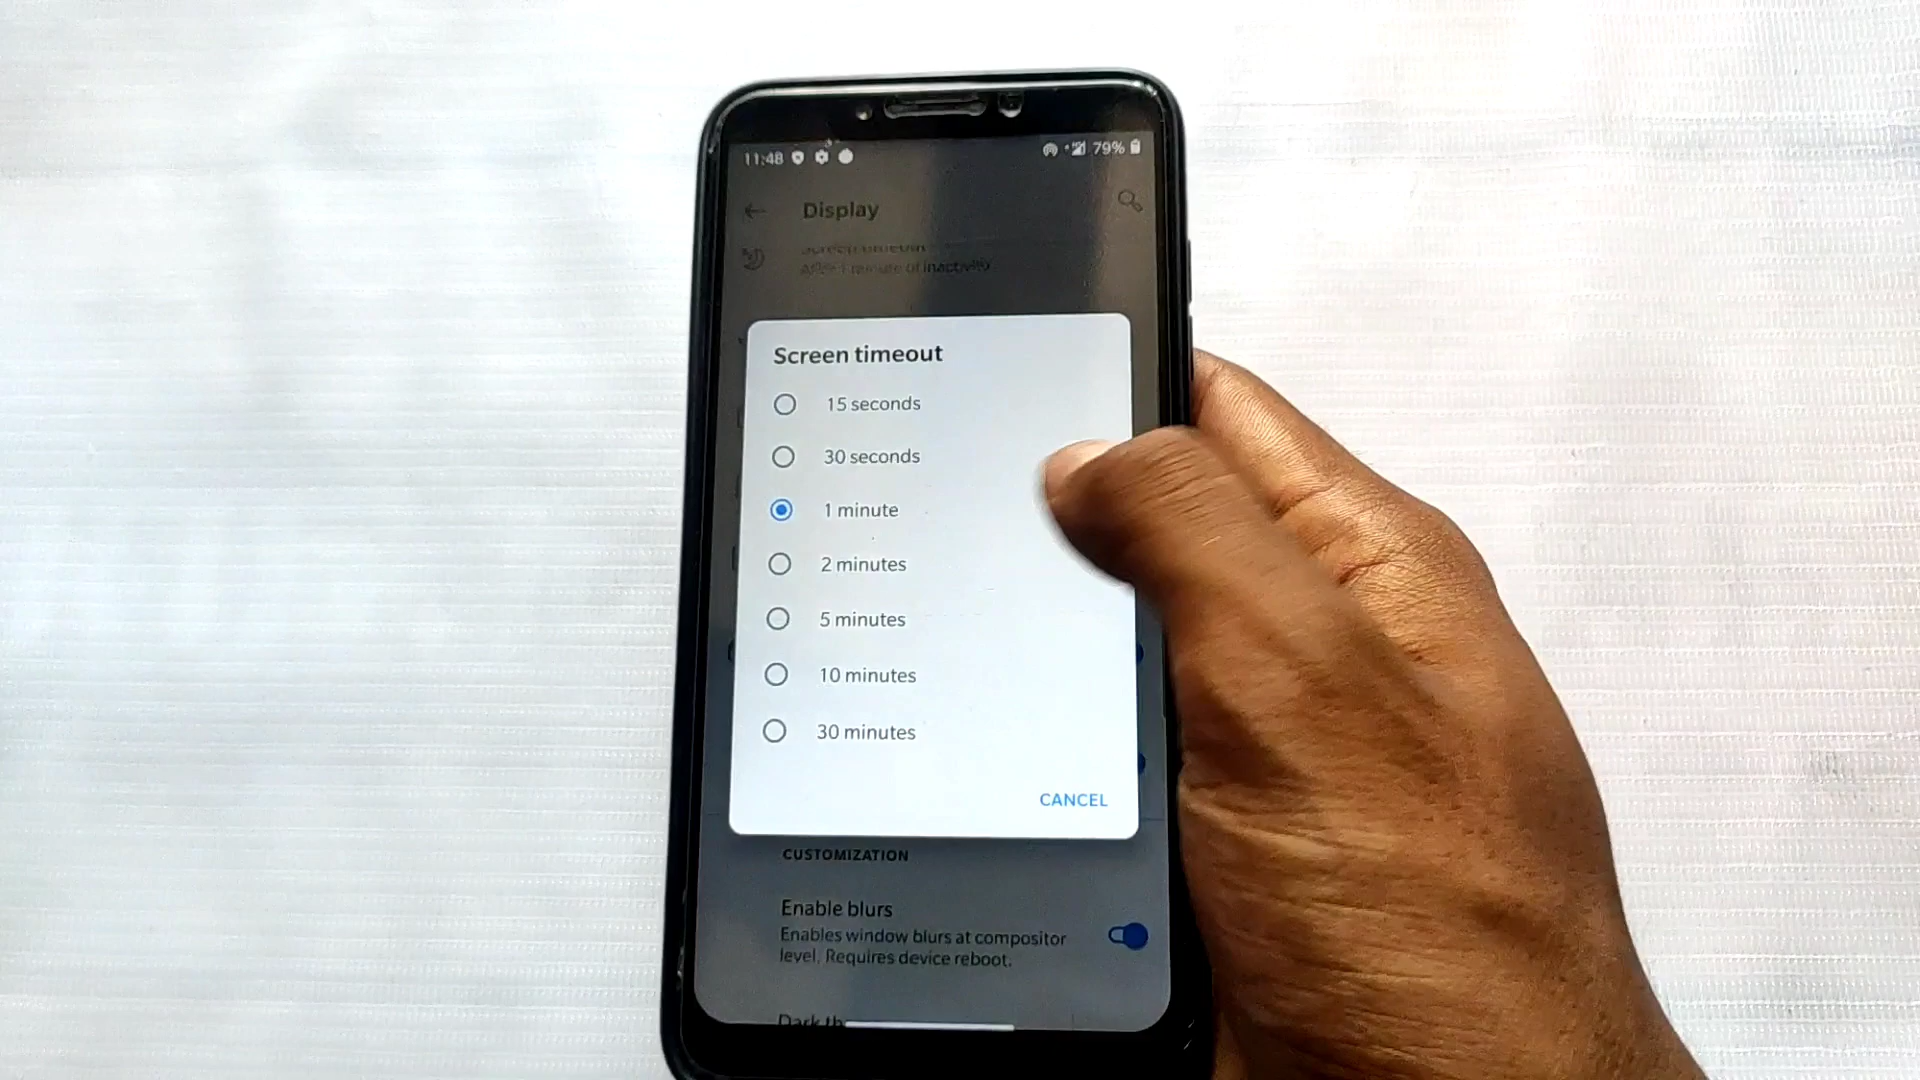 11:48
79%
Display
Screen timeout
After 1 minute of inactivity
Screen timeout
15 seconds
30 seconds
1 minute
2 minutes
5 minutes
10 minutes
30 minutes
CANCEL
CUSTOMIZATION
Enable blurs
Enables window blurs at compositor
level. Requires device reboot.
Dark th